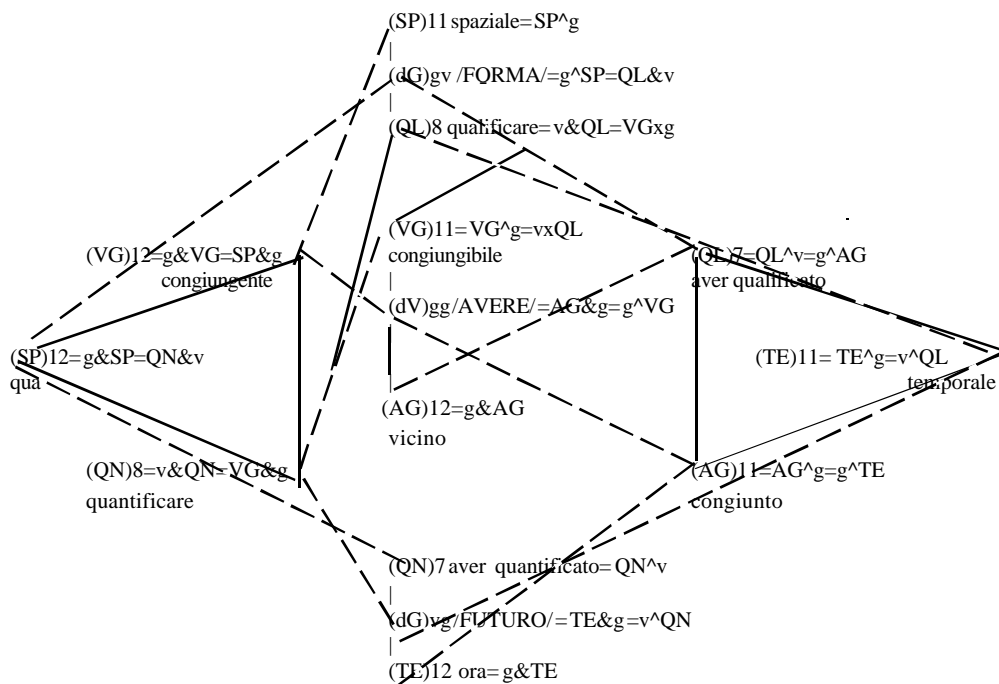 (SP)11 spaziale=SP^g
(dG)gv /FORMA/=g^SP=QL&v
(QL)8 qualificare=v&QL=VGxg
(VG)11=VG^g=vxQL
congiungibile
(VG)12=g&VG=SP&g
congiungente
(QL)7=QL^v=g^AG
aver qualificato
(dV)gg/AVERE/=AG&g=g^VG
(SP)12=g&SP=QN&v
qua
(TE)11= TE^g=v^QL
temporale
(AG)12=g&AG
vicino
(QN)8=v&QN=VG&g
quantificare
(AG)11=AG^g=g^TE
congiunto
(QN)7 aver quantificato=QN^v
(dG)vg/FUTURO/=TE&g=v^QN
(TE)12 ora=g&TE